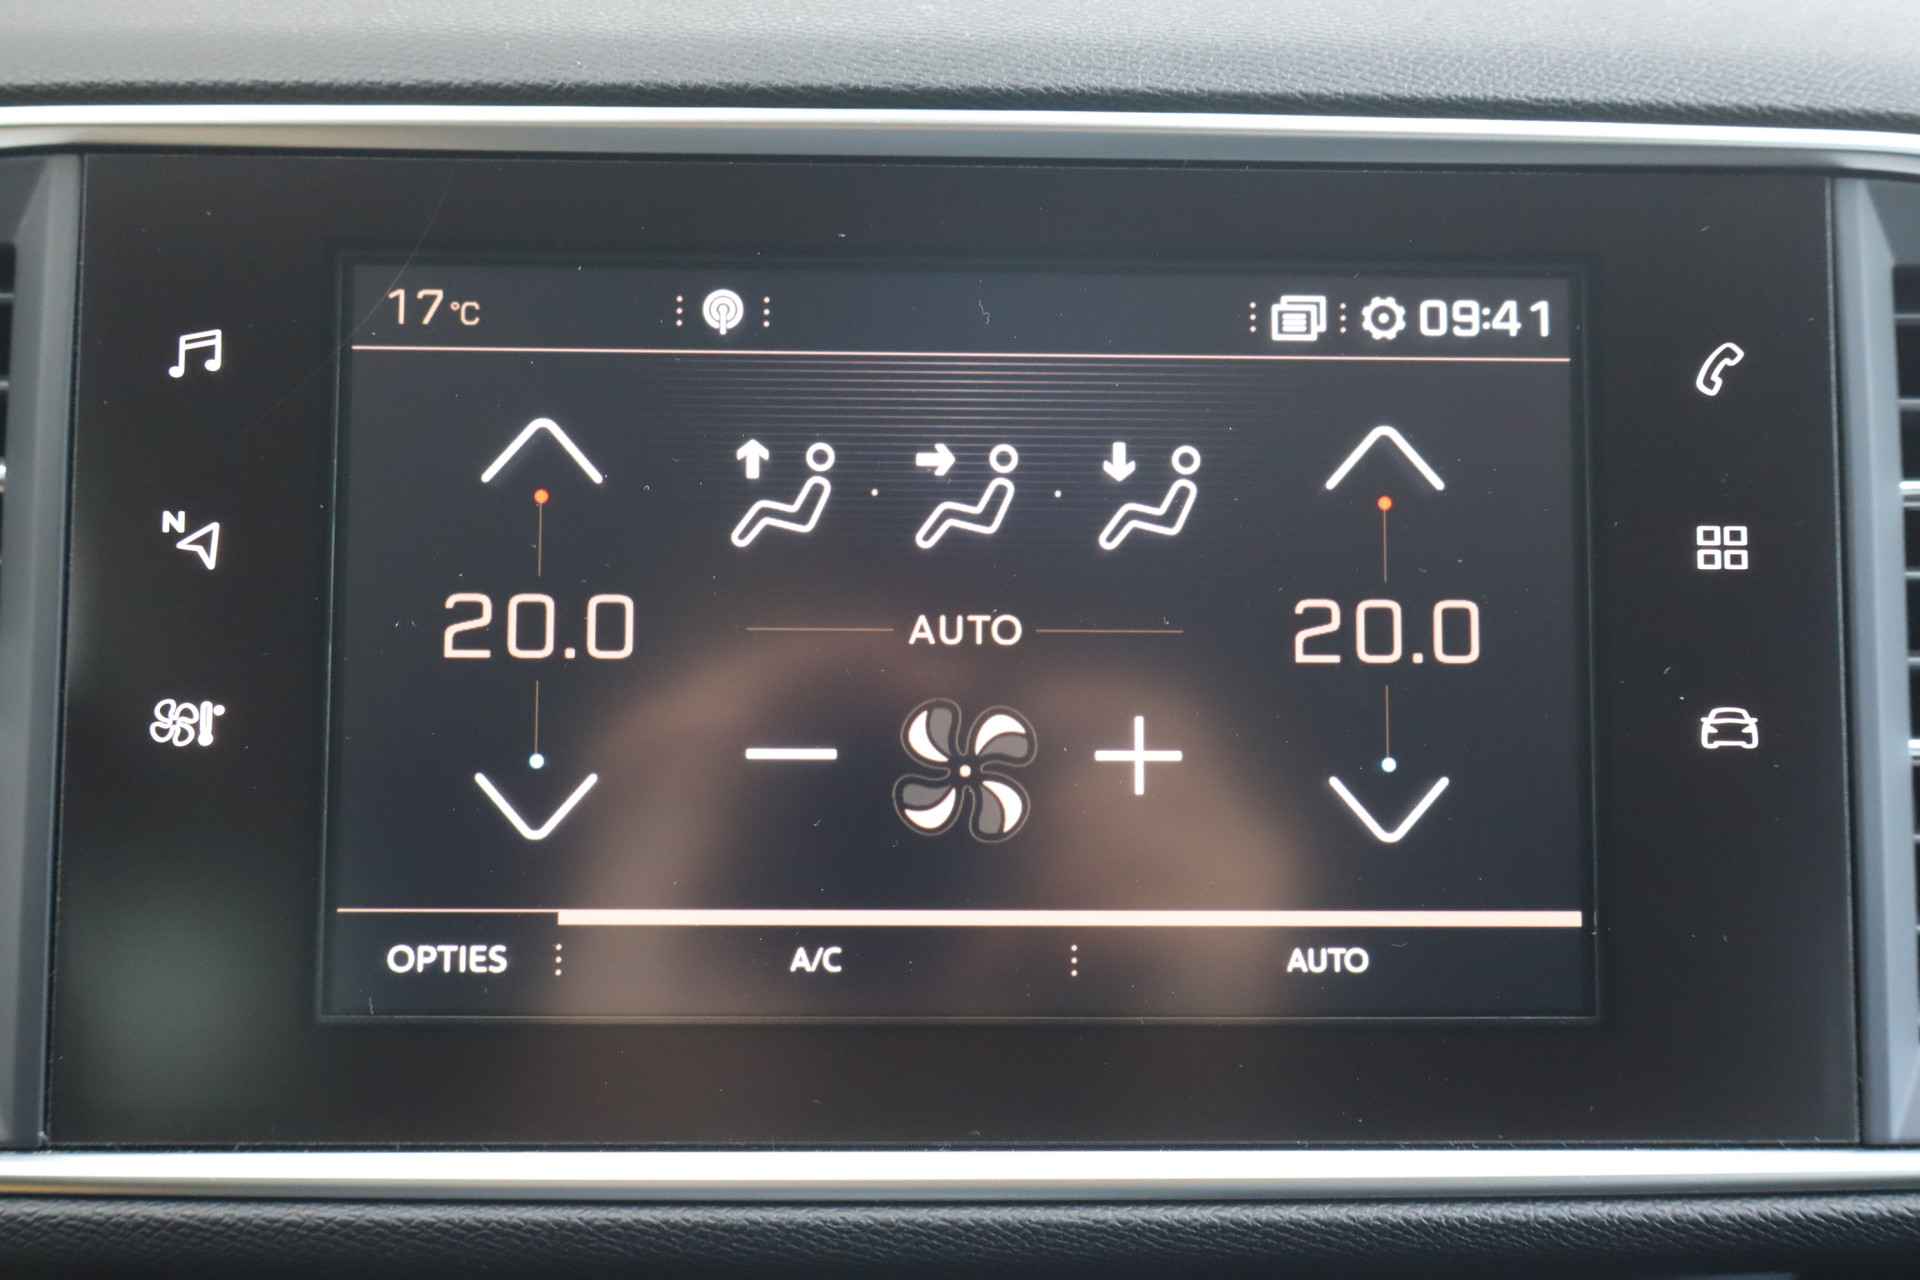 17 °C
09:41
N
20.0
AUTO
20.0
OPTIES
A/C
AUTO